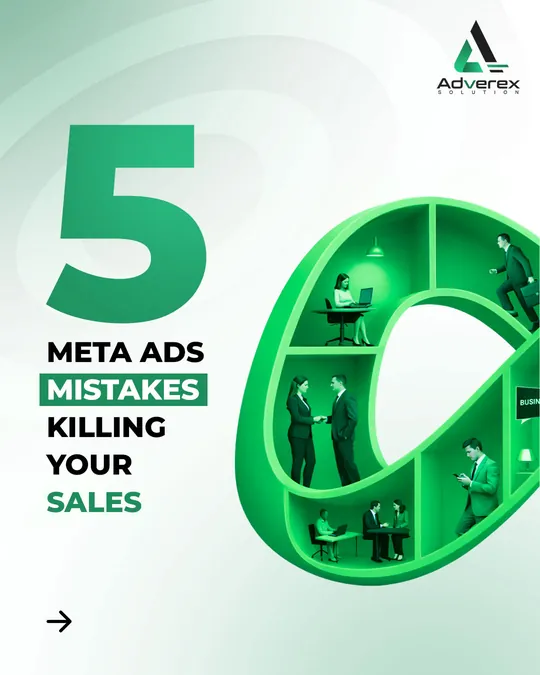 Adverex
SOLUTION
5
META ADS
MISTAKES
KILLING
YOUR
SALES
BUSIN